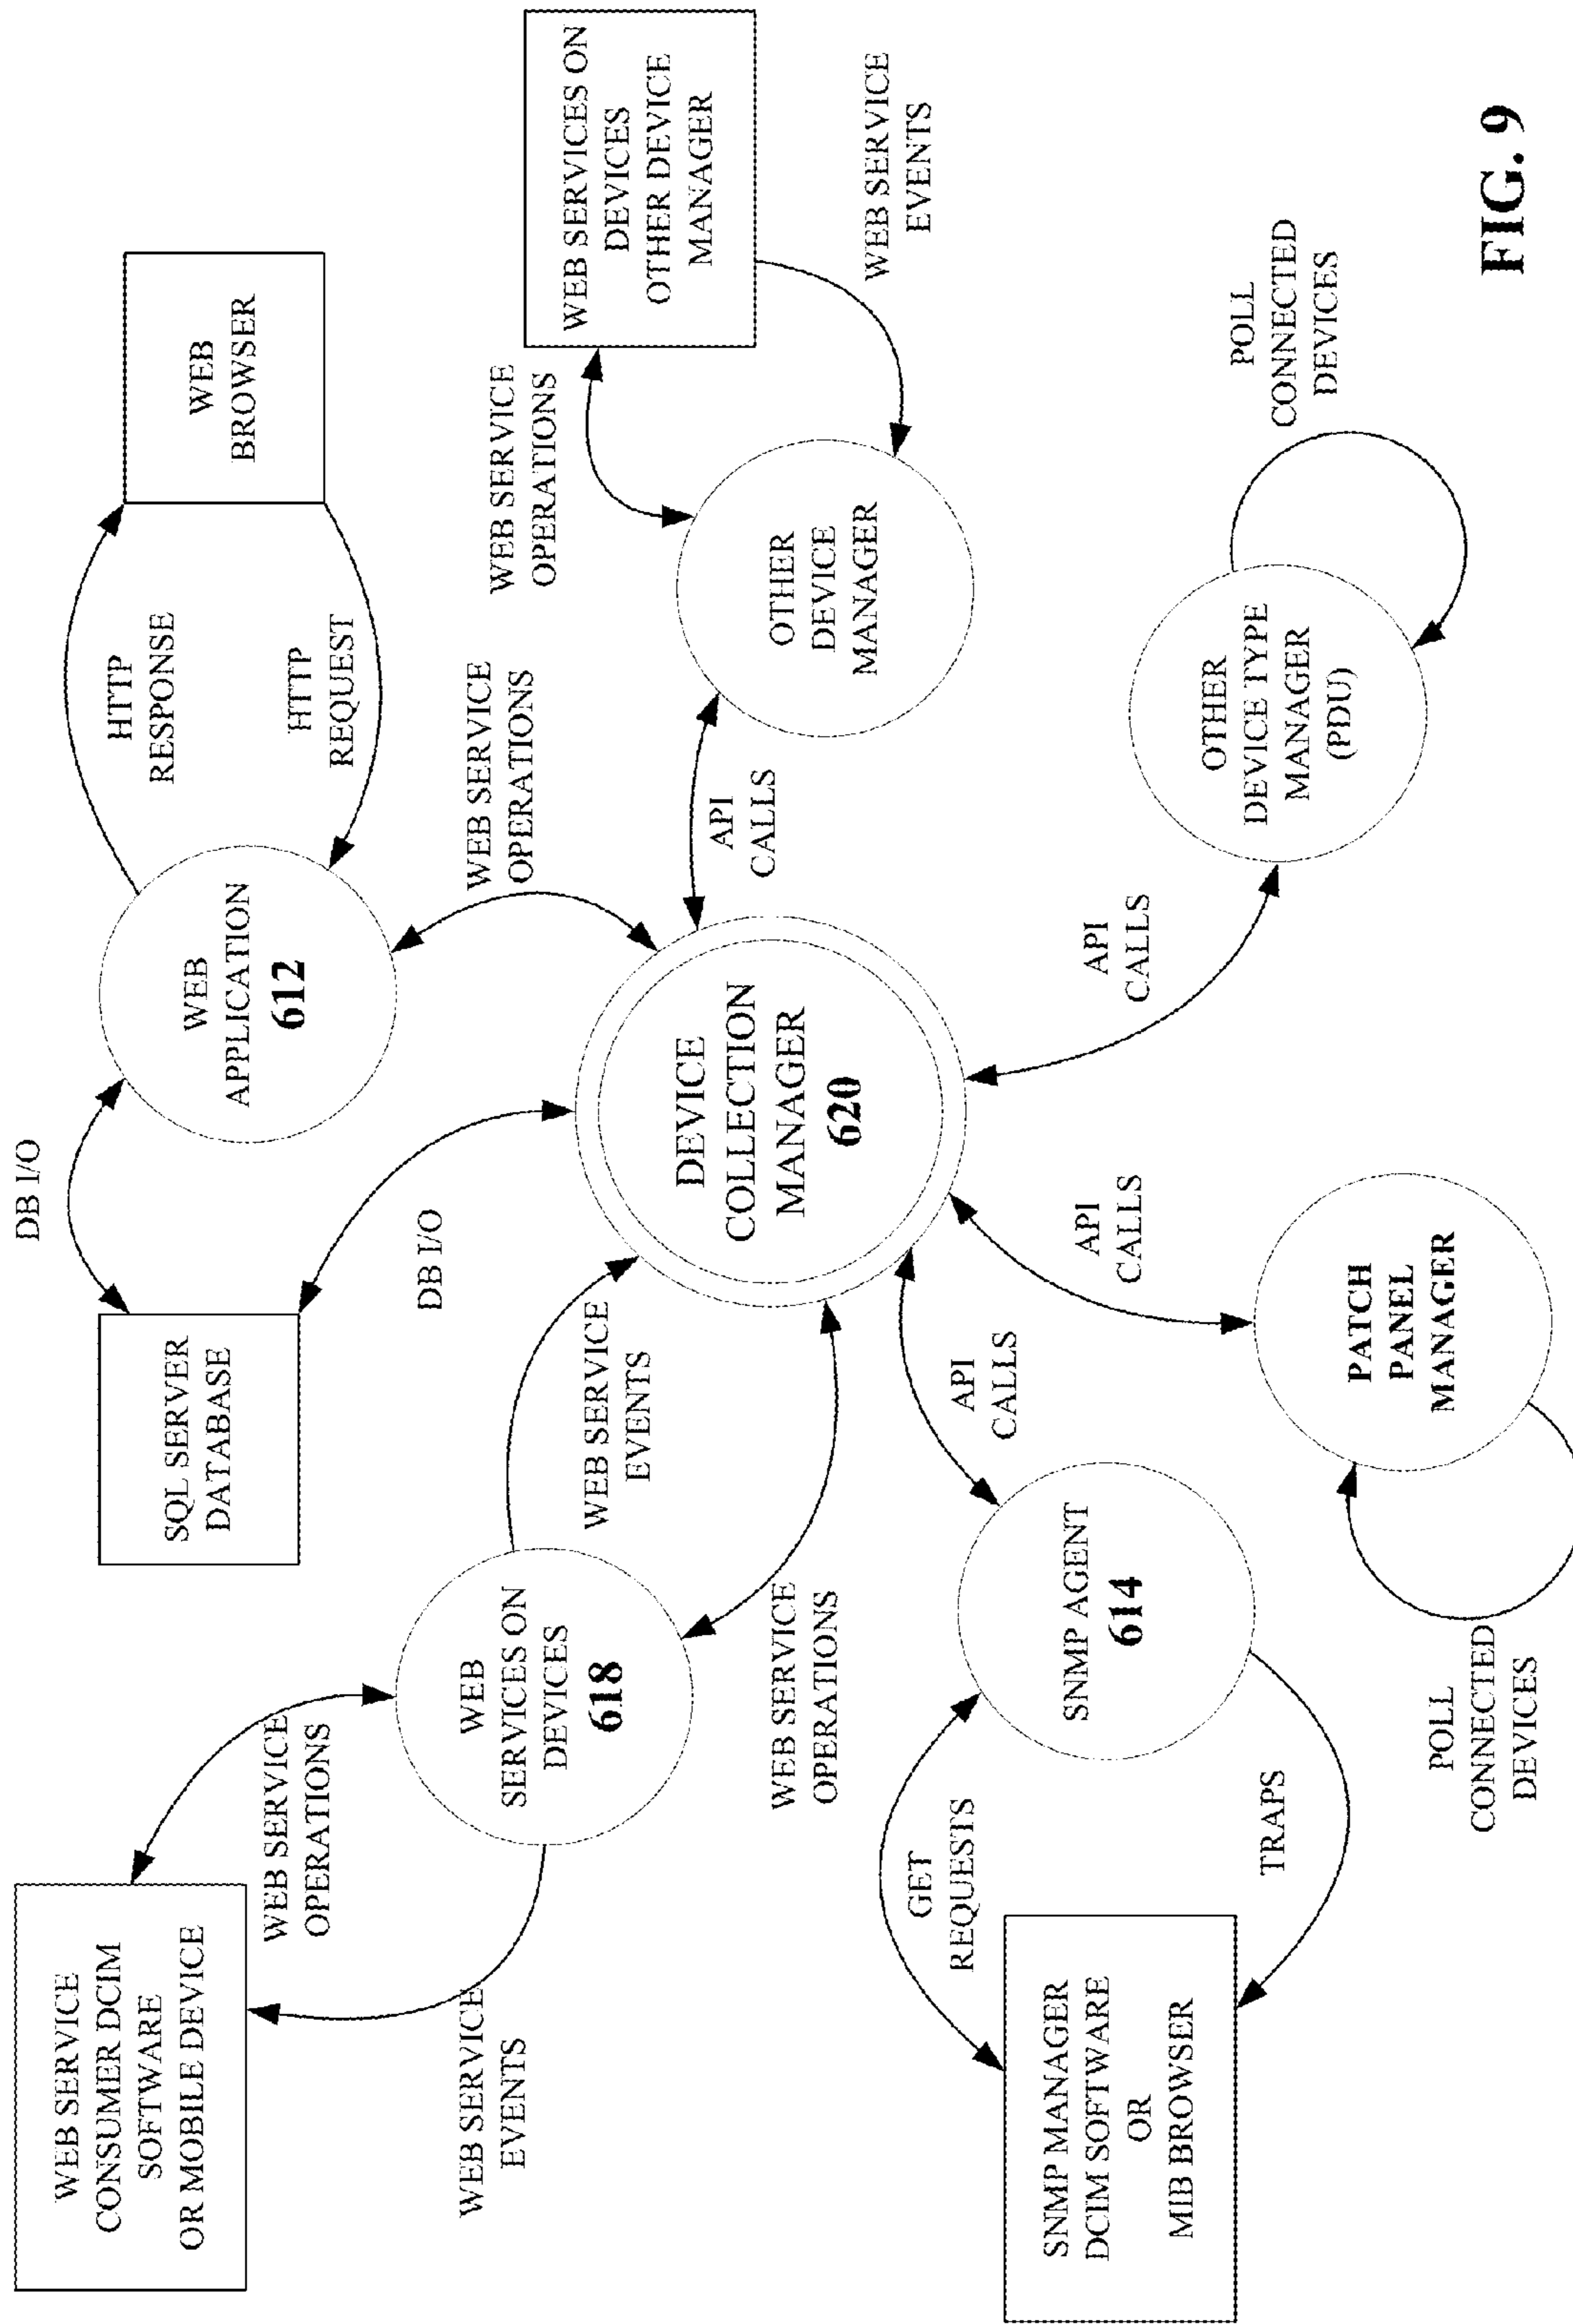 WEB SERVICE
CONSUMER DCIM
SOFTWARE
OR MOBILE DEVICE
WEB SERVICE
OPERATIONS
WEB SERVICE
EVENTS
WEB
SERVICES ON
DEVICES
618
SQL SERVER
DATABASE
DB I/O
DB I/O
WEB
APPLICATION
612
HTTP
RESPONSE
HTTP
REQUEST
WEB
BROWSER
WEB SERVICE
EVENTS
WEB SERVICE
OPERATIONS
WEB SERVICE
OPERATIONS
DEVICE
COLLECTION
MANAGER
620
API
CALLS
OTHER
DEVICE
MANAGER
WEB SERVICE
OPERATIONS
WEB SERVICES ON
DEVICES
OTHER DEVICE
MANAGER
WEB SERVICE
EVENTS
SNMP MANAGER
DCIM SOFTWARE
OR
MIB BROWSER
GET
REQUESTS
TRAPS
SNMP AGENT
614
API
CALLS
API
CALLS
PATCH
PANEL
MANAGER
POLL
CONNECTED
DEVICES
API
CALLS
OTHER
DEVICE TYPE
MANAGER
(PDU)
POLL
CONNECTED
DEVICES
FIG. 9